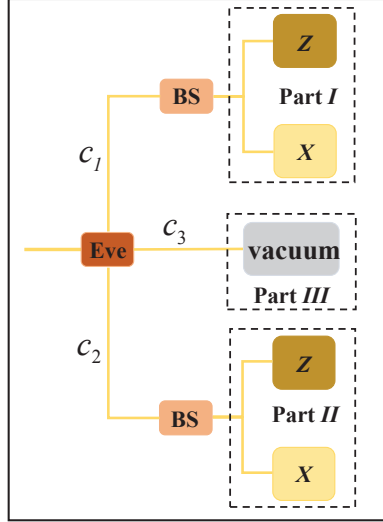 Z
BS
Part I
X
c₁
c₃
Eve
vacuum
Part III
c₂
Z
BS
Part II
X